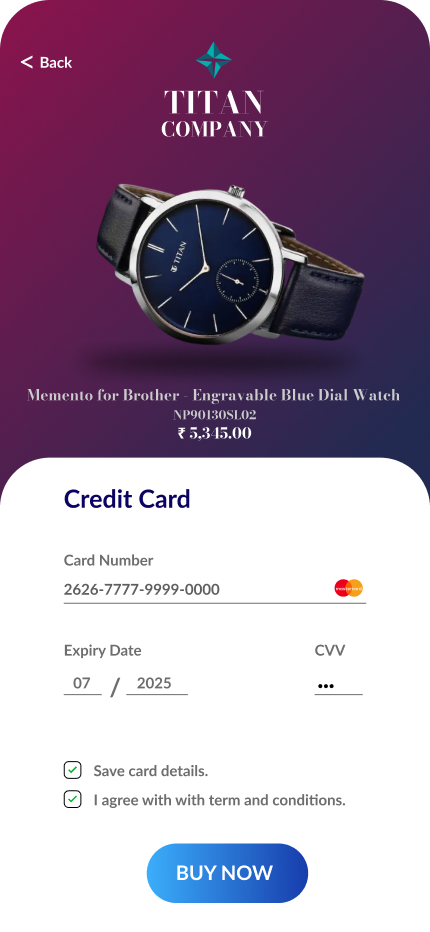 < Back
TITAN
COMPANY
TITAN
Memento for Brother - Engravable Blue Dial Watch
NP90130SL02
₹ 5,345.00
Credit Card
Card Number
2626-7777-9999-0000
mastercard
Expiry Date
CVV
07 / 2025
•••
Save card details.
I agree with with term and conditions.
BUY NOW